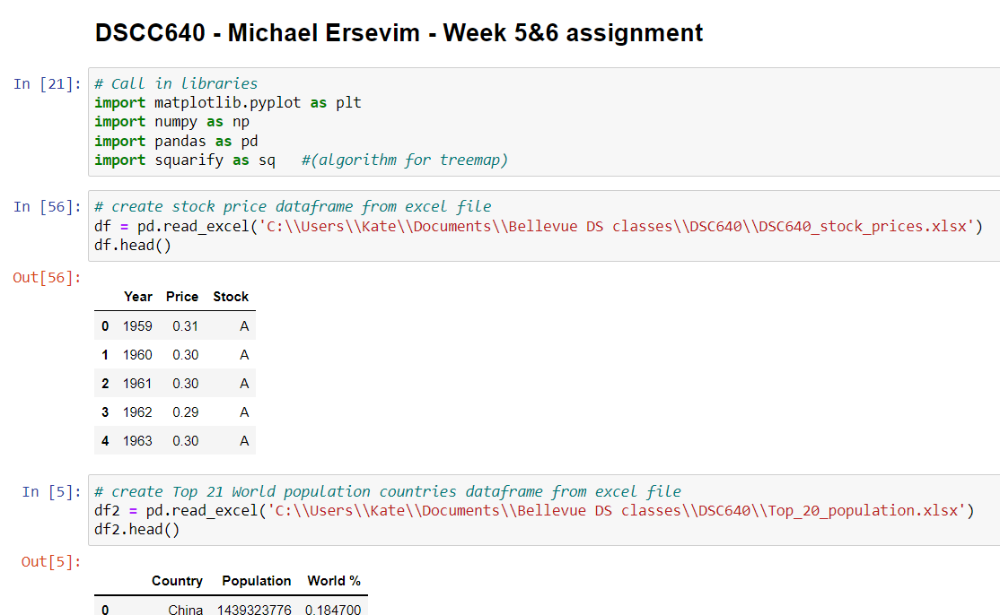 DSCC640 - Michael Ersevim - Week 5&6 assignment
In [21]: # Call in libraries
import matplotlib.pyplot as plt
import numpy as np
import pandas as pd
import squarify as sq #(algorithm for treemap)
In [56]: # create stock price dataframe from excel file
df = pd.read_excel('C:\\Users\\Kate\\Documents\\Bellevue DS classes\\DSC640\\DSC640_stock_prices.xlsx')
df.head()
Out[56]:
Year Price Stock
0 1959 0.31 A
1 1960 0.30 A
2 1961 0.30 A
3 1962 0.29 A
4 1963 0.30 A
In [5]: # create Top 21 World population countries dataframe from excel file
df2 = pd.read_excel('C:\\Users\\Kate\\Documents\\Bellevue DS classes\\DSC640\\Top_20_population.xlsx')
df2.head()
Out[5]:
Country Population World %
0 China 1439323776 0.184700